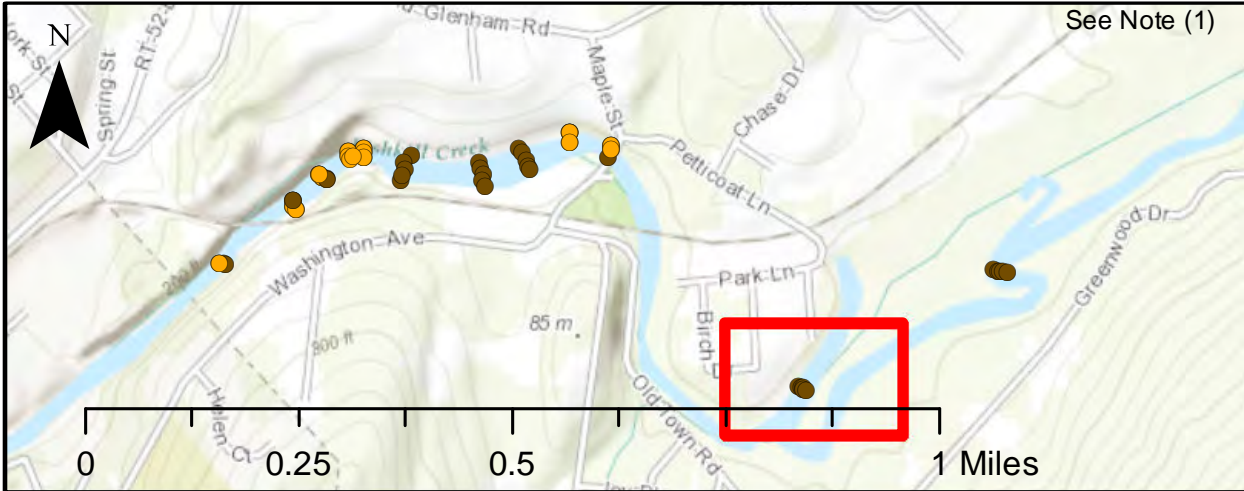 See Note (1)
N
Glenham Rd
RT-52
Spring St
St
Maple St
Chase Dr
Creek
Petticoat Ln
Greenwood Dr
Washington Ave
Park Ln
200 ft
85 m
Birch
300 ft
Old Town Rd
Helen Ct
0 0.25 0.5 1 Miles